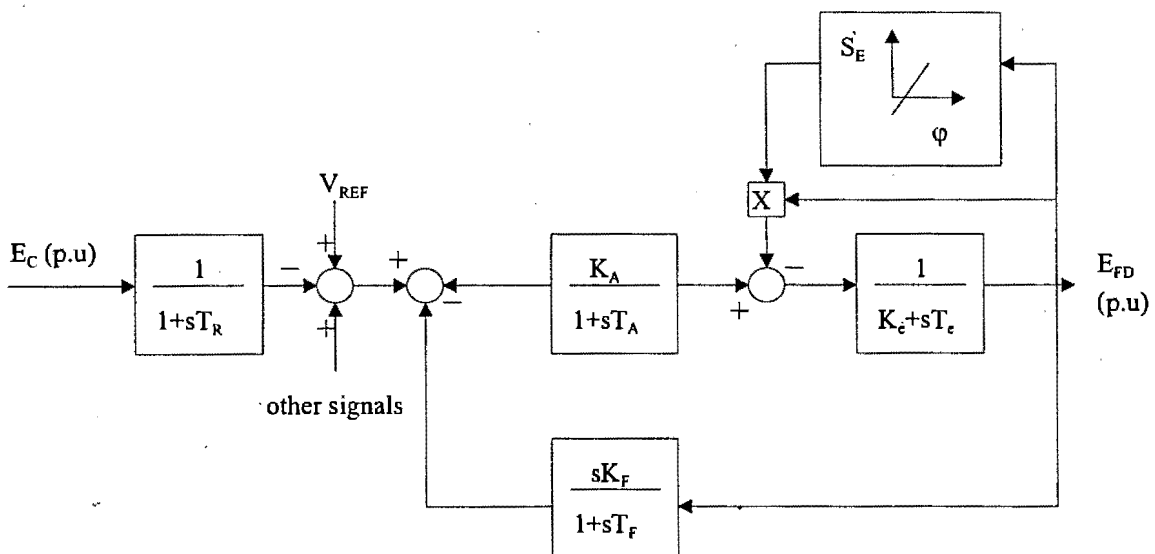 S'E
φ
VREF
X
EC (p.u)
1
1+sTR
−
+
+
+
−
KA
1+sTA
+
−
1
Ke+sTe
EFD
(p.u)
other signals
sKF
1+sTF